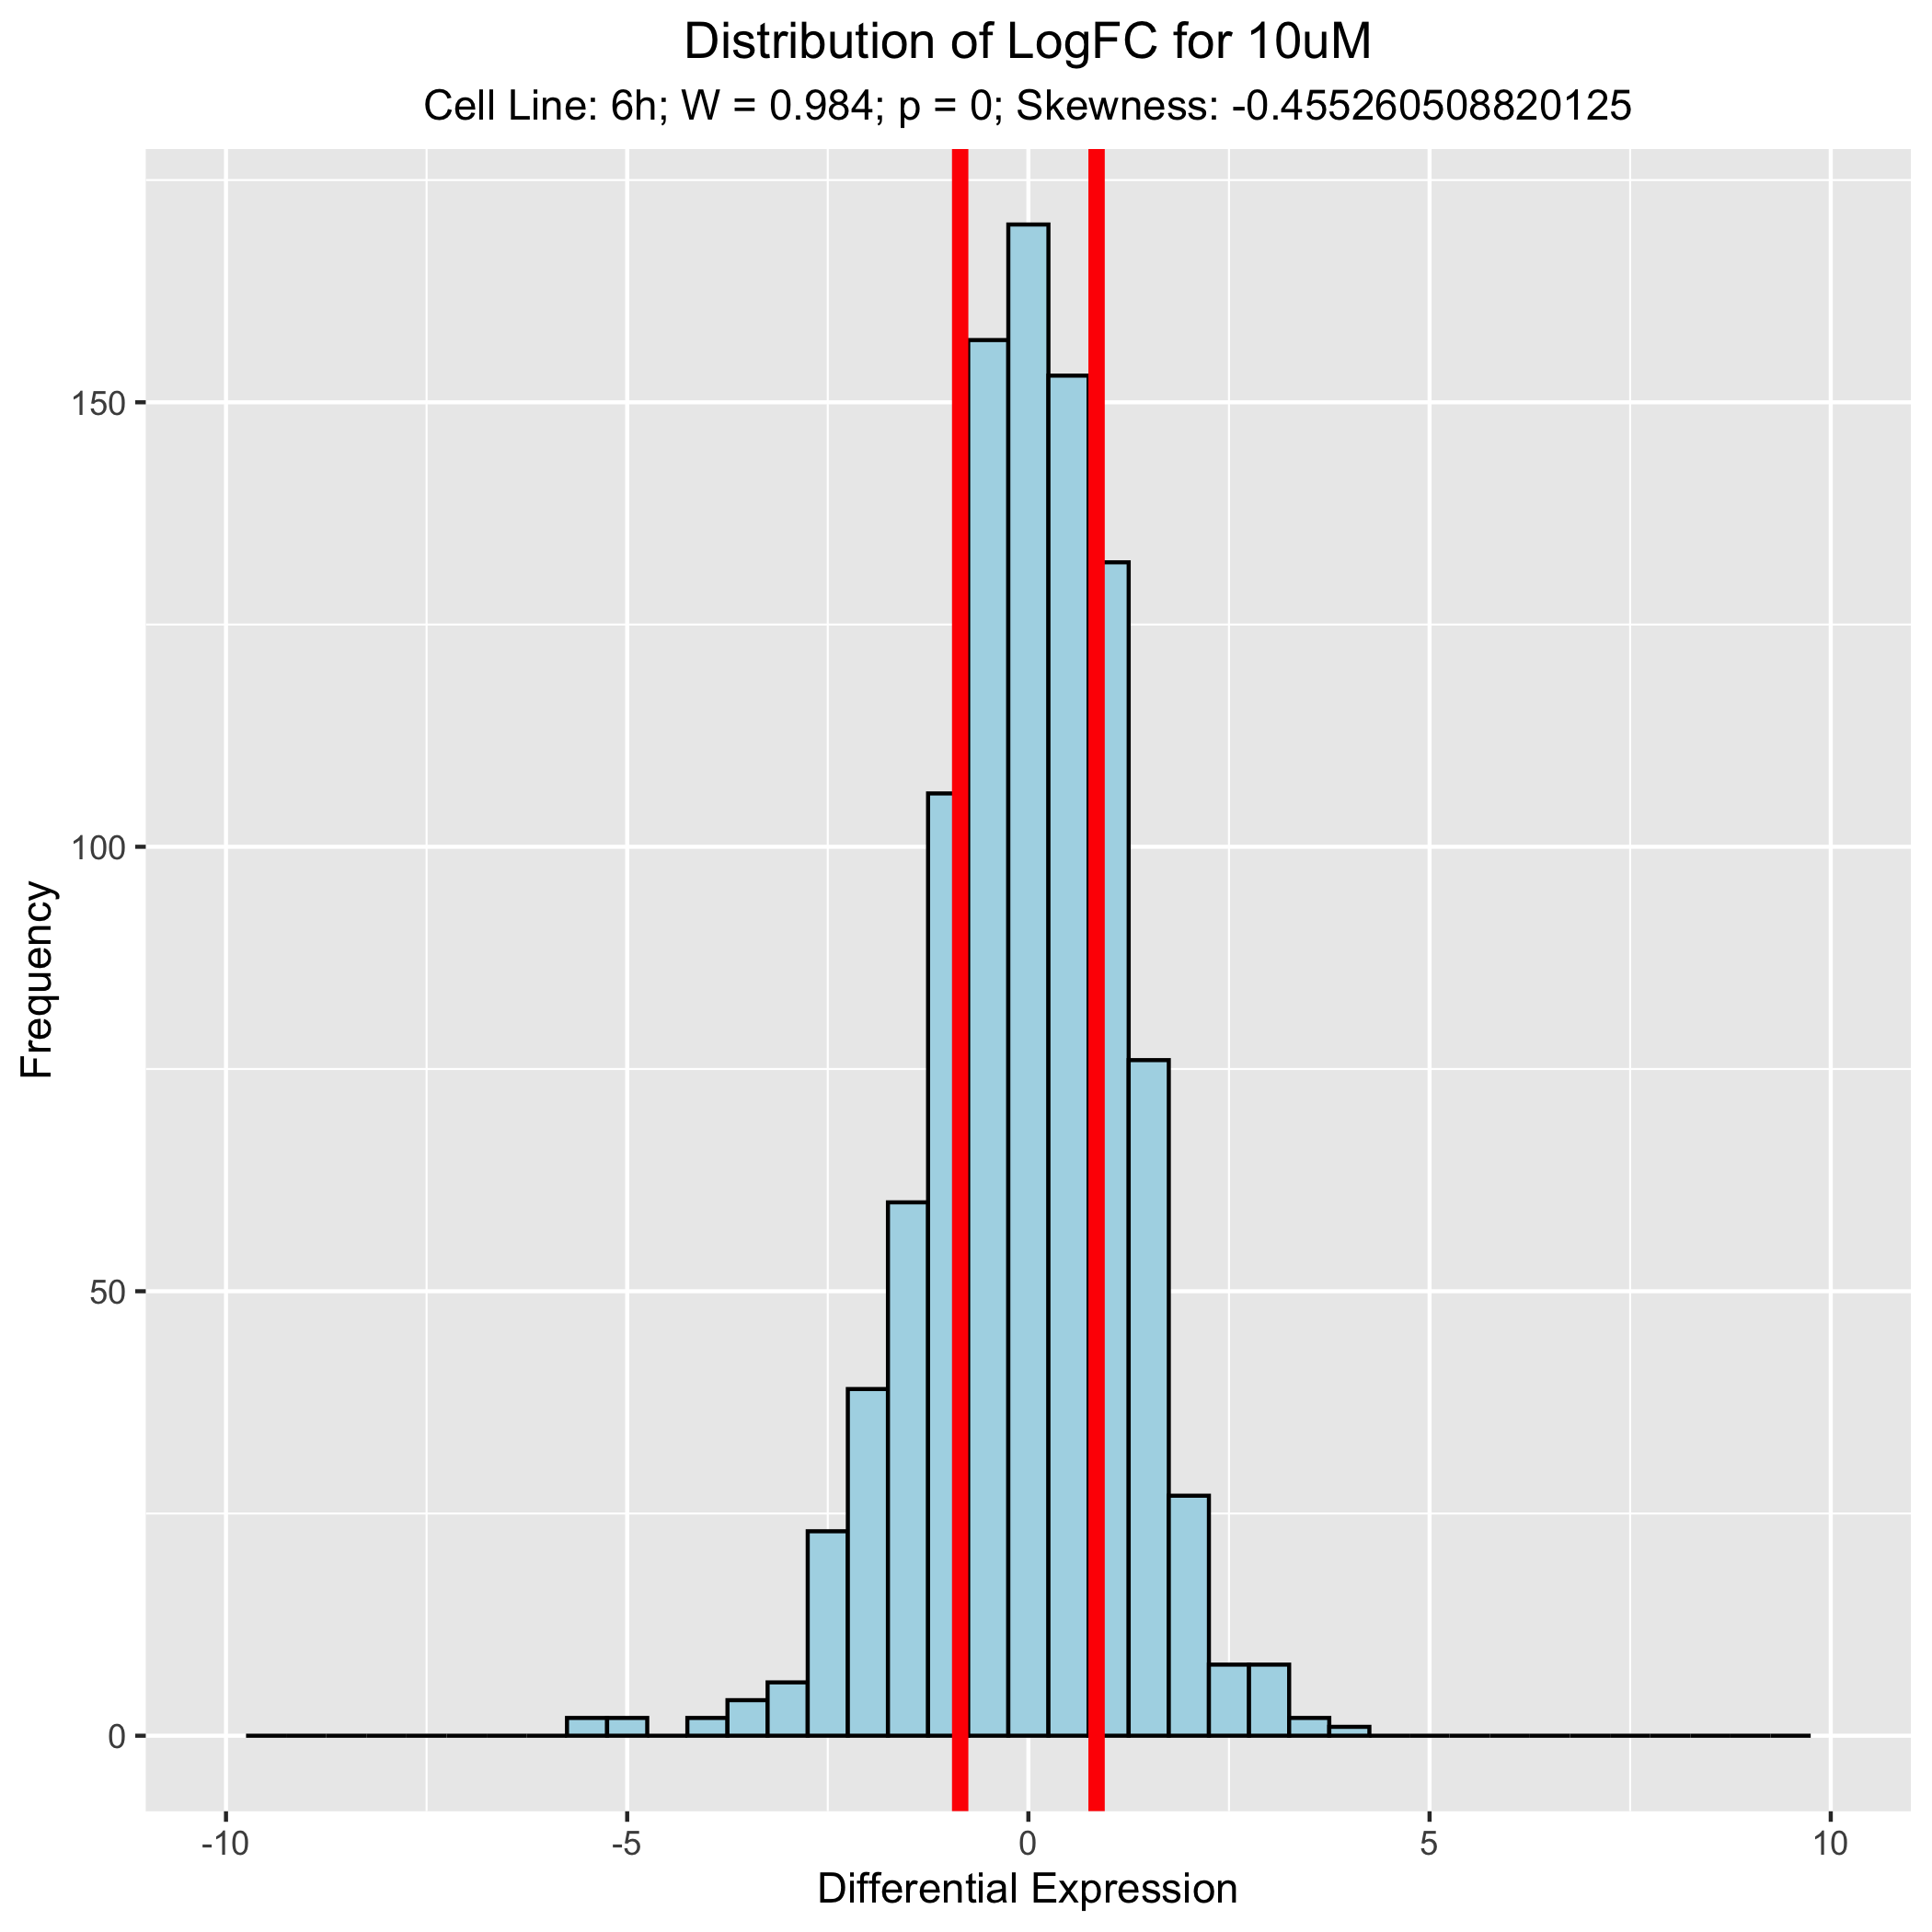 Distribution of LogFC for 10uM
Cell Line: 6h; W = 0.984; p = 0; Skewness: -0.455260508820125
Frequency
150
100
50
0
-10 -5 0 5 10
Differential Expression